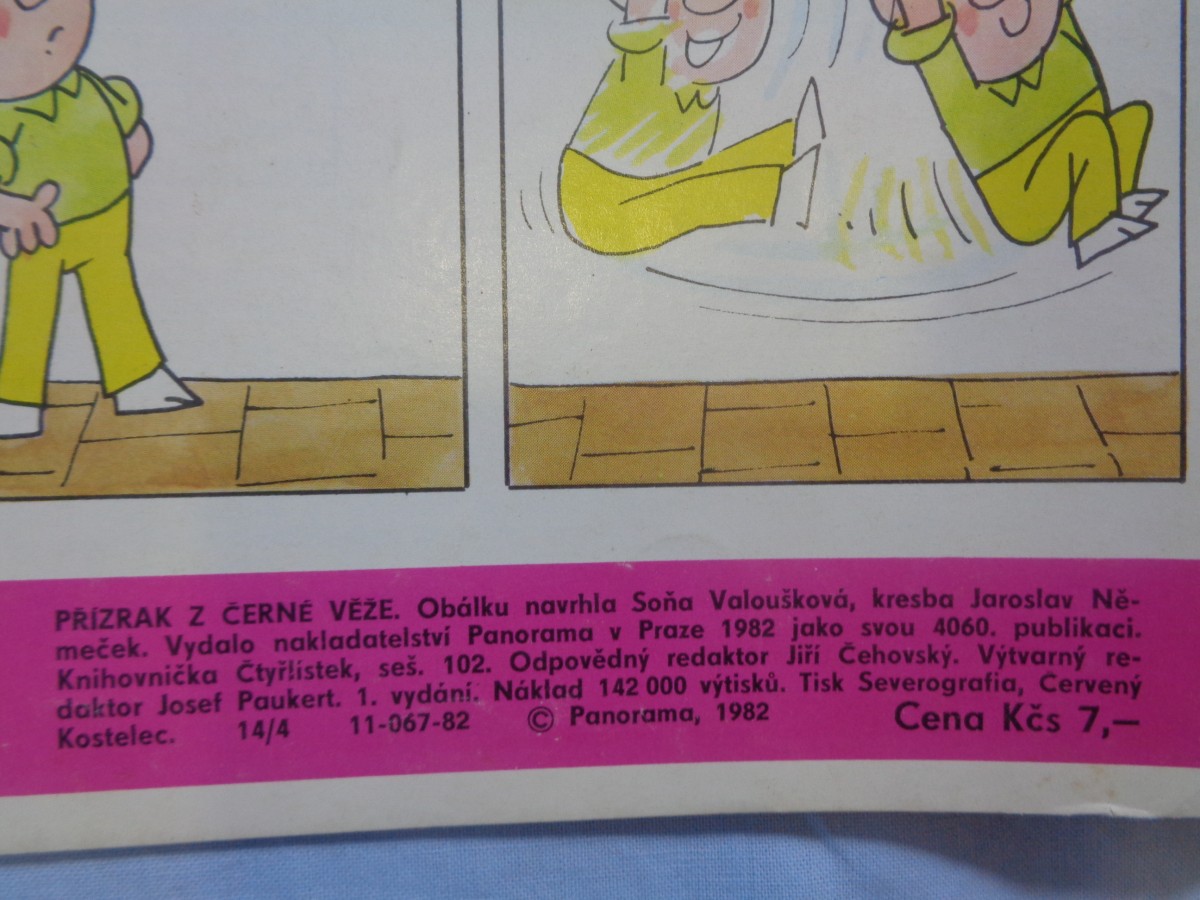 PŘÍZRAK Z ČERNÉ VĚŽE. Obálku navrhla Soňa Valoušková, kresba Jaroslav Ně-
meček. Vydalo nakladatelství Panorama v Praze 1982 jako svou 4060. publikaci.
Knihovnička Čtyřlístek, seš. 102. Odpovědný redaktor Jiří Čehovský. Výtvarný re-
daktor Josef Paukert. 1. vydání. Náklad 142 000 výtisků. Tisk Severografia, Červený
Kostelec. 14/4 11-067-82 © Panorama, 1982 Cena Kčs 7,—